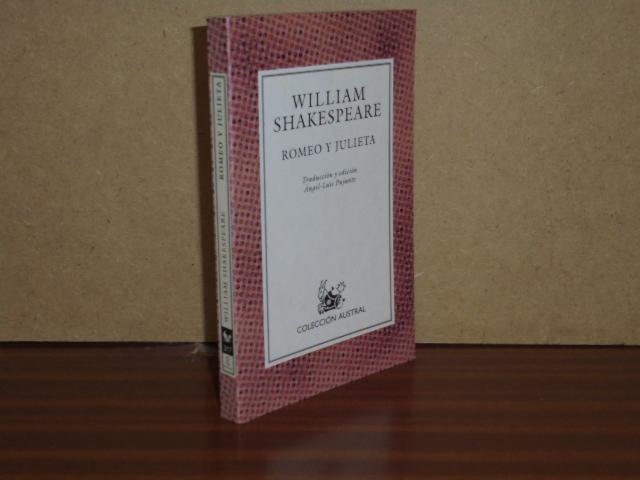 WILLIAM
SHAKESPEARE
ROMEO Y JULIETA
Traducción y edición
Ángel-Luis Pujante
COLECCIÓN AUSTRAL
WILLIAM SHAKESPEARE
ROMEO Y JULIETA